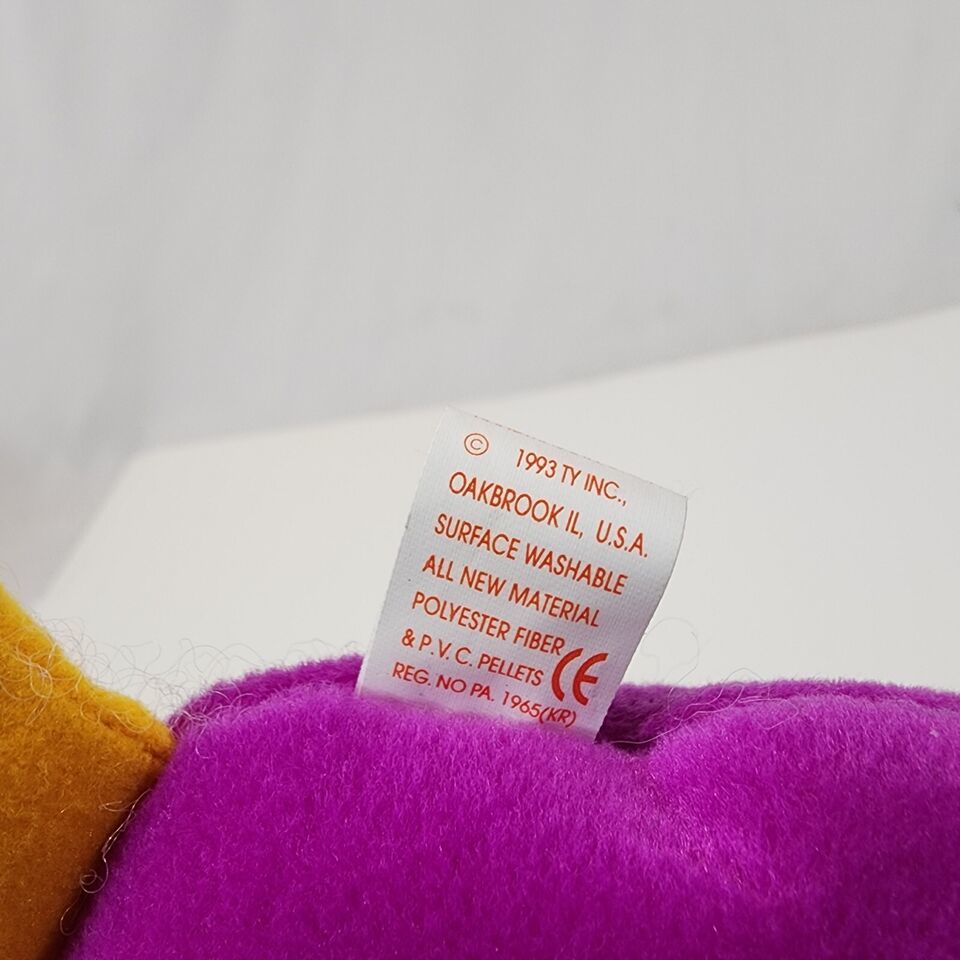 © 1993 TY INC.,
OAKBROOK IL, U.S.A.
SURFACE WASHABLE
ALL NEW MATERIAL
POLYESTER FIBER
& P.V.C. PELLETS CE
REG. NO PA. 1965(KR)